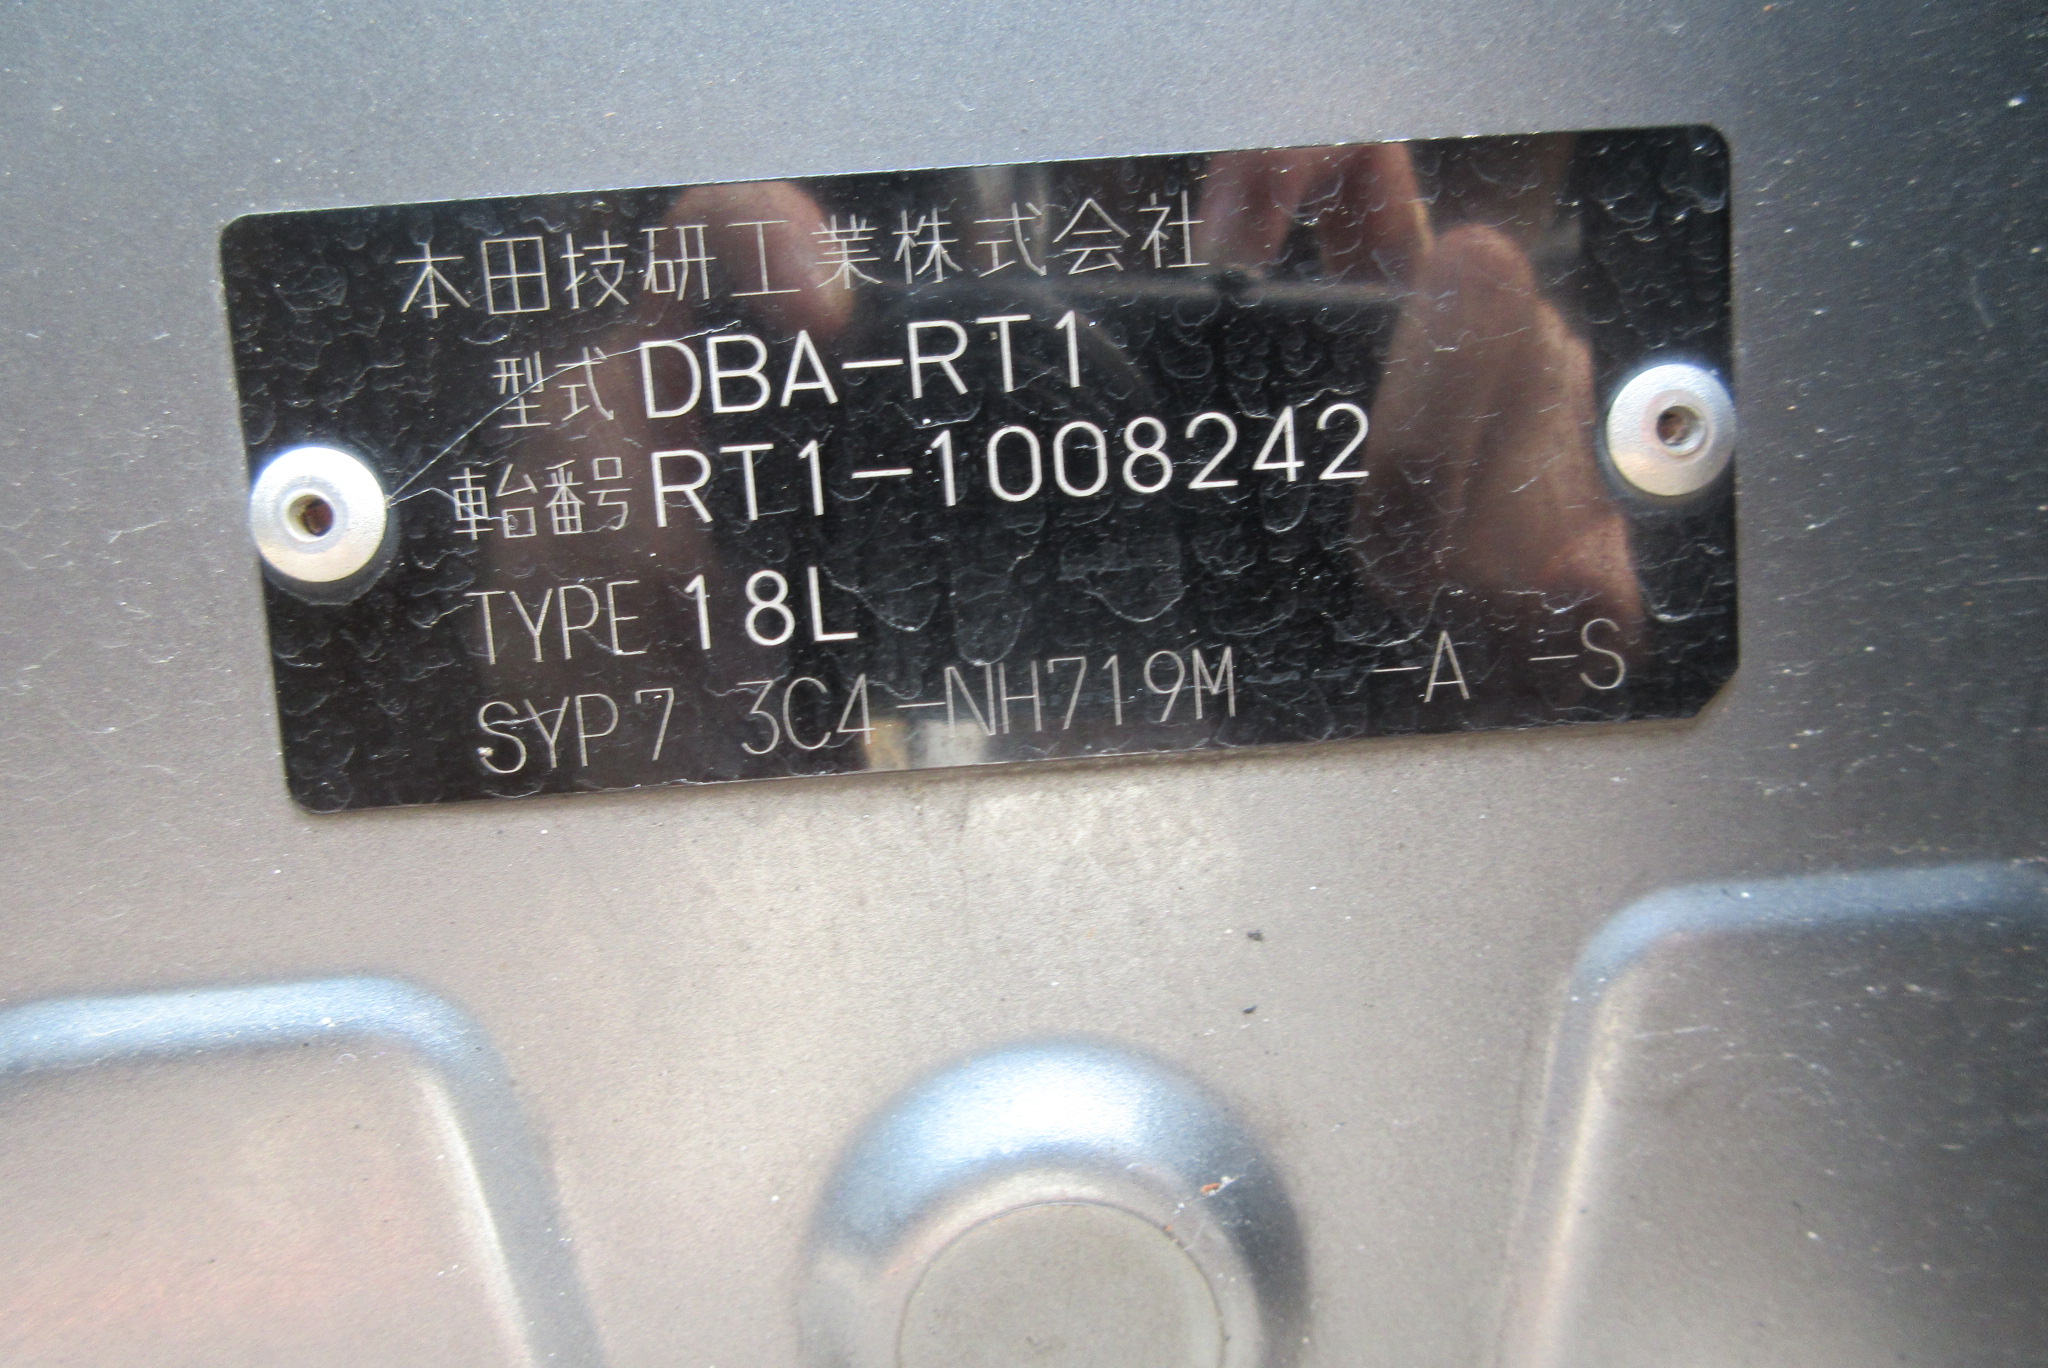 本田技研工業株式会社
型式 DBA-RT1
車台番号 RT1-1008242
TYPE 18L
SYP7 3C4-NH719M -A -S